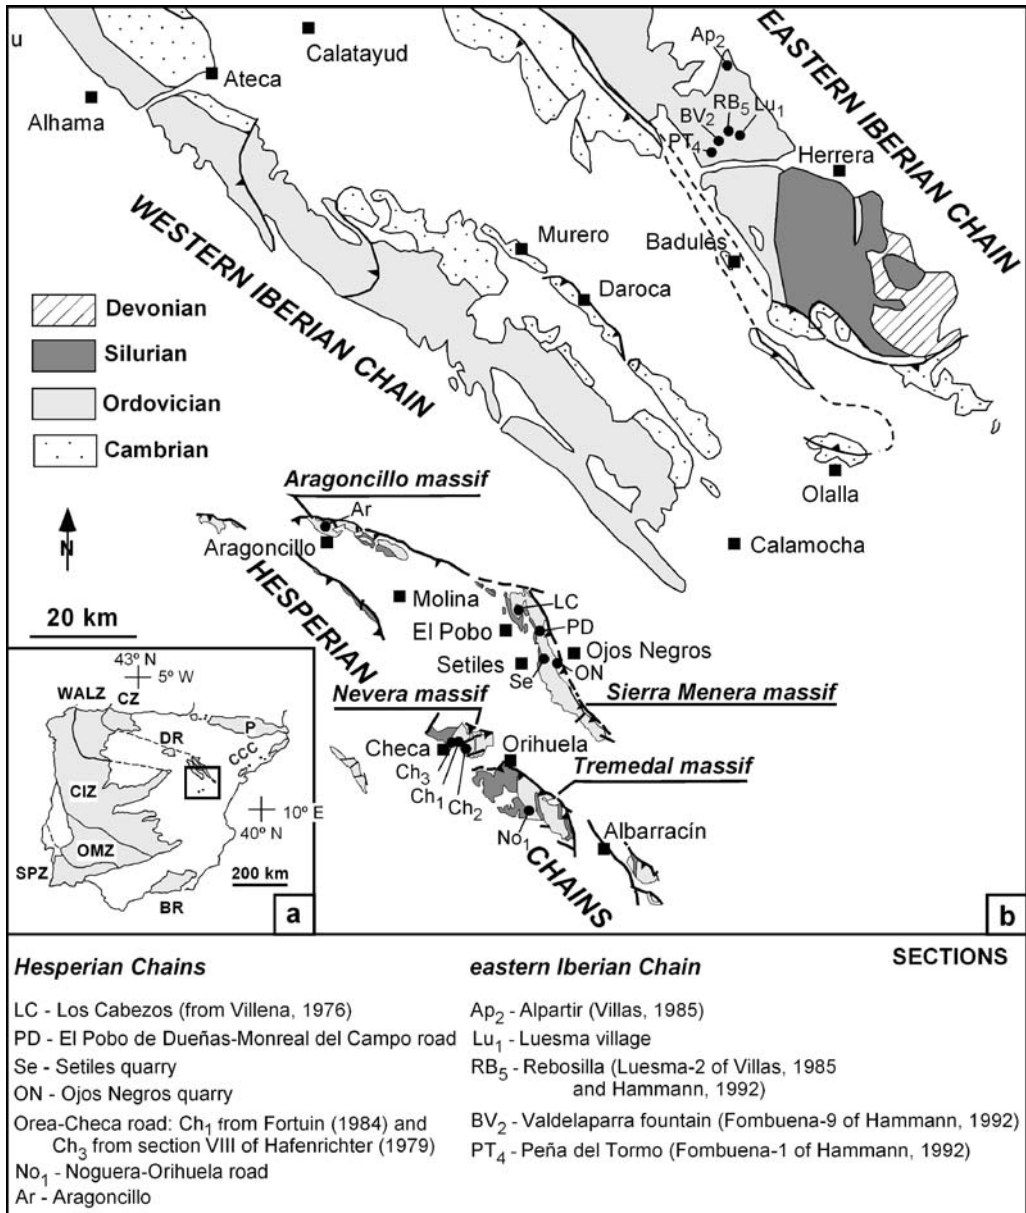 u
Calatayud
Ateca
Alhama
Ap2
RB5
Lu1
BV2
PT4
EASTERN IBERIAN CHAIN
Herrera
Murero
Badules
Daroca
WESTERN IBERIAN CHAIN
Devonian
Silurian
Ordovician
Cambrian
Olalla
Aragoncillo massif
Ar
Aragoncillo
Calamocha
N
HESPERIAN
CHAINS
Molina
LC
El Pobo
PD
20 km
Setiles
Ojos Negros
Se
ON
Nevera massif
Sierra Menera massif
Checa
Orihuela
Ch3
Ch1
Ch2
Tremedal massif
No1
Albarracín
43º N
5º W
WALZ
CZ
P
DR
CCC
CIZ
10º E
40º N
OMZ
SPZ
200 km
BR
a
b
SECTIONS
Hesperian Chains
LC - Los Cabezos (from Villena, 1976)
PD - El Pobo de Dueñas-Monreal del Campo road
Se - Setiles quarry
ON - Ojos Negros quarry
Orea-Checa road: Ch1 from Fortuin (1984) and
Ch3 from section VIII of Hafenrichter (1979)
No1 - Noguera-Orihuela road
Ar - Aragoncillo
eastern Iberian Chain
Ap2 - Alpartir (Villas, 1985)
Lu1 - Luesma village
RB5 - Rebosilla (Luesma-2 of Villas, 1985
and Hammann, 1992)
BV2 - Valdelaparra fountain (Fombuena-9 of Hammann, 1992)
PT4 - Peña del Tormo (Fombuena-1 of Hammann, 1992)